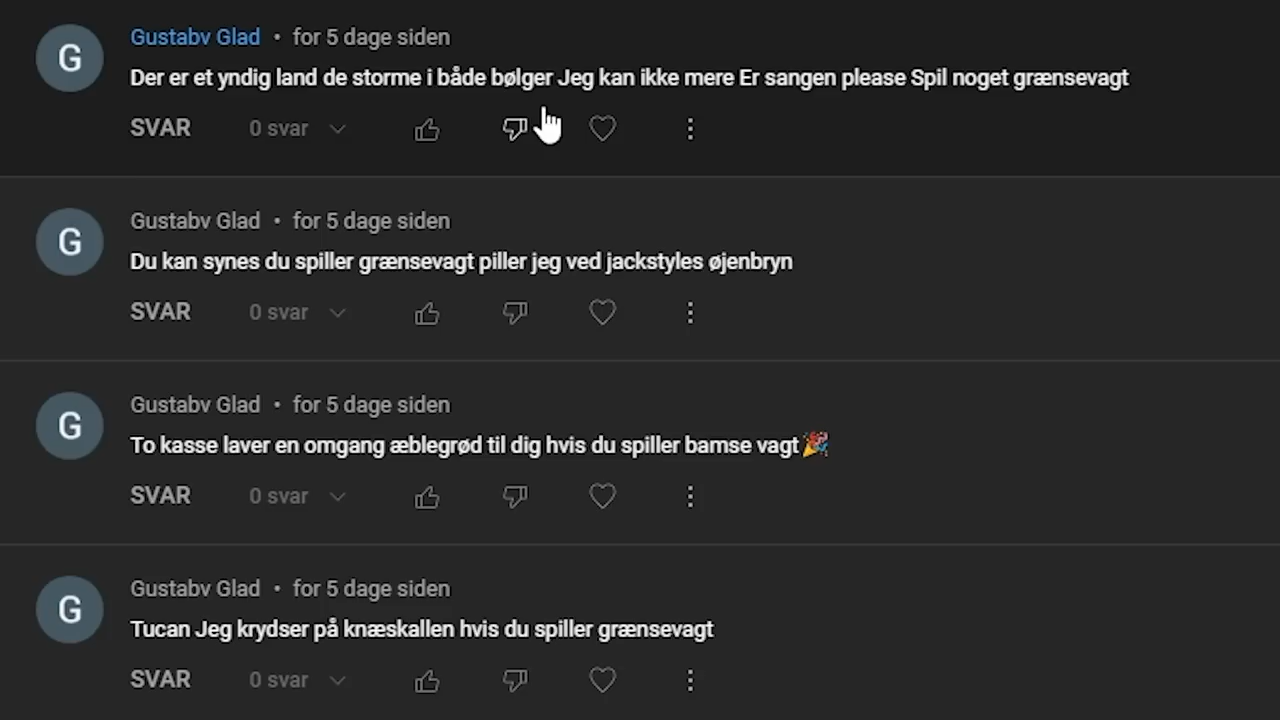 G
Gustabv Glad • for 5 dage siden
Der er et yndig land de storme i både bølger Jeg kan ikke mere Er sangen please Spil noget grænsevagt
SVAR 0 svar
G
Gustabv Glad • for 5 dage siden
Du kan synes du spiller grænsevagt piller jeg ved jackstyles øjenbryn
SVAR 0 svar
G
Gustabv Glad • for 5 dage siden
To kasse laver en omgang æblegrød til dig hvis du spiller bamse vagt🎉
SVAR 0 svar
G
Gustabv Glad • for 5 dage siden
Tucan Jeg krydser på knæskallen hvis du spiller grænsevagt
SVAR 0 svar